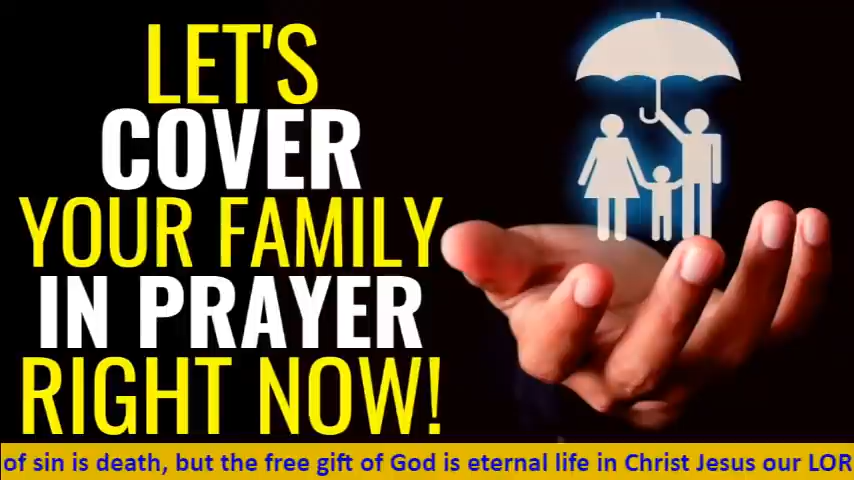 LET'S
COVER
YOUR FAMILY
IN PRAYER
RIGHT NOW!
of sin is death, but the free gift of God is eternal life in Christ Jesus our LOR